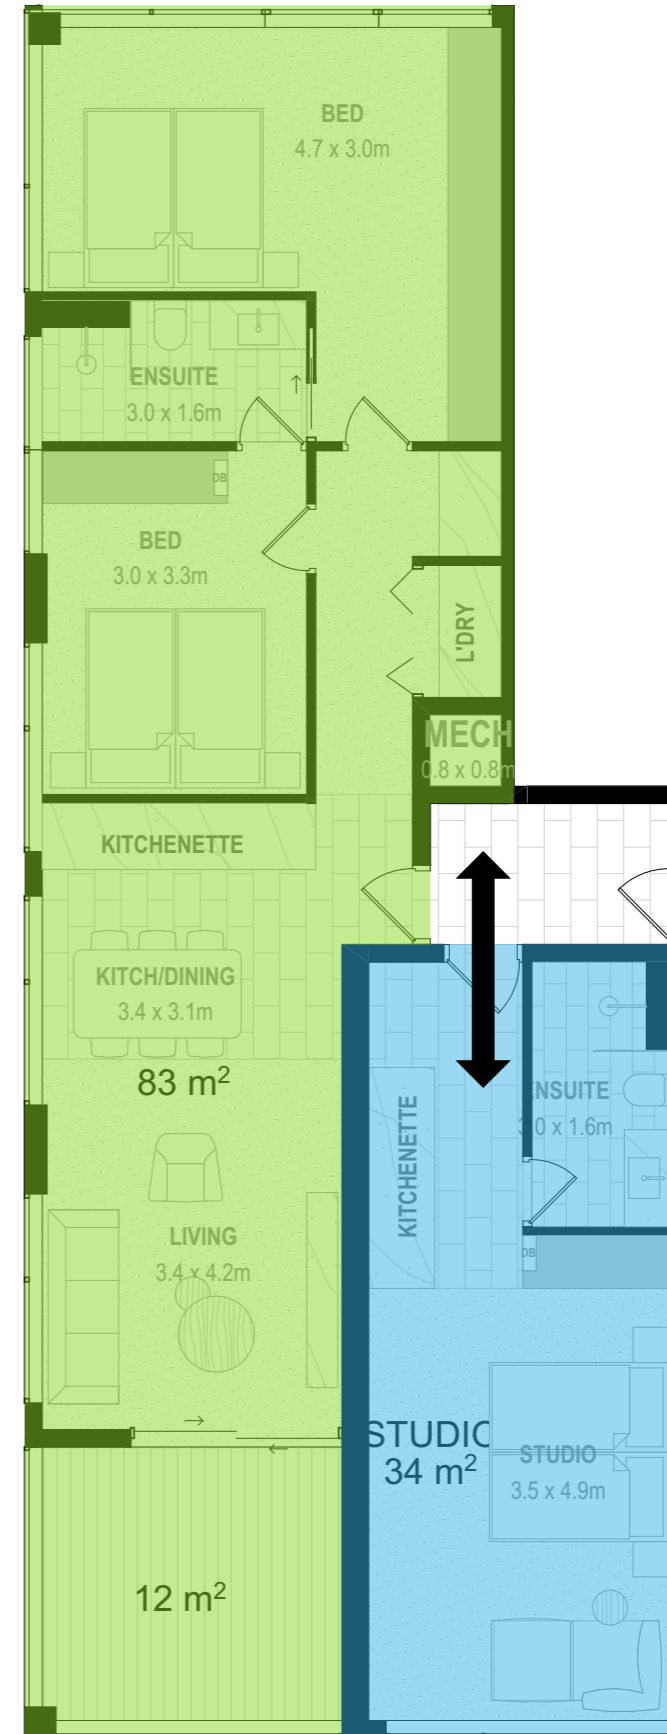 BED
4.7 x 3.0m
ENSUITE
3.0 x 1.6m
DB
BED
3.0 x 3.3m
L'DRY
MECH
0.8 x 0.8m
KITCHENETTE
KITCH/DINING
3.4 x 3.1m
83 m²
ENSUITE
3.0 x 1.6m
KITCHENETTE
LIVING
3.4 x 4.2m
DB
STUDIO
34 m²
STUDIO
3.5 x 4.9m
12 m²